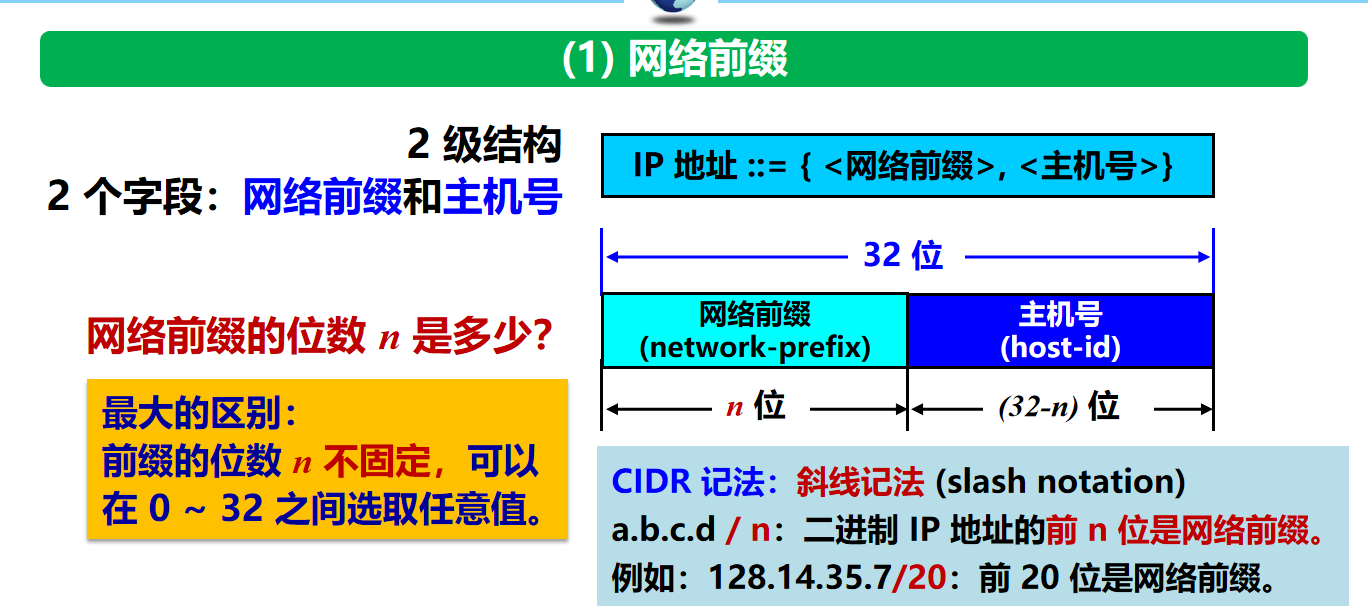 (1) 网络前缀
2 级结构
2 个字段：网络前缀和主机号
IP 地址 ::= { <网络前缀>, <主机号>}
32 位
网络前缀
(network-prefix)
主机号
(host-id)
n 位
(32-n) 位
网络前缀的位数 n 是多少？
最大的区别：
前缀的位数 n 不固定，可以
在 0 ~ 32 之间选取任意值。
CIDR 记法：斜线记法 (slash notation)
a.b.c.d / n：二进制 IP 地址的前 n 位是网络前缀。
例如：128.14.35.7/20：前 20 位是网络前缀。